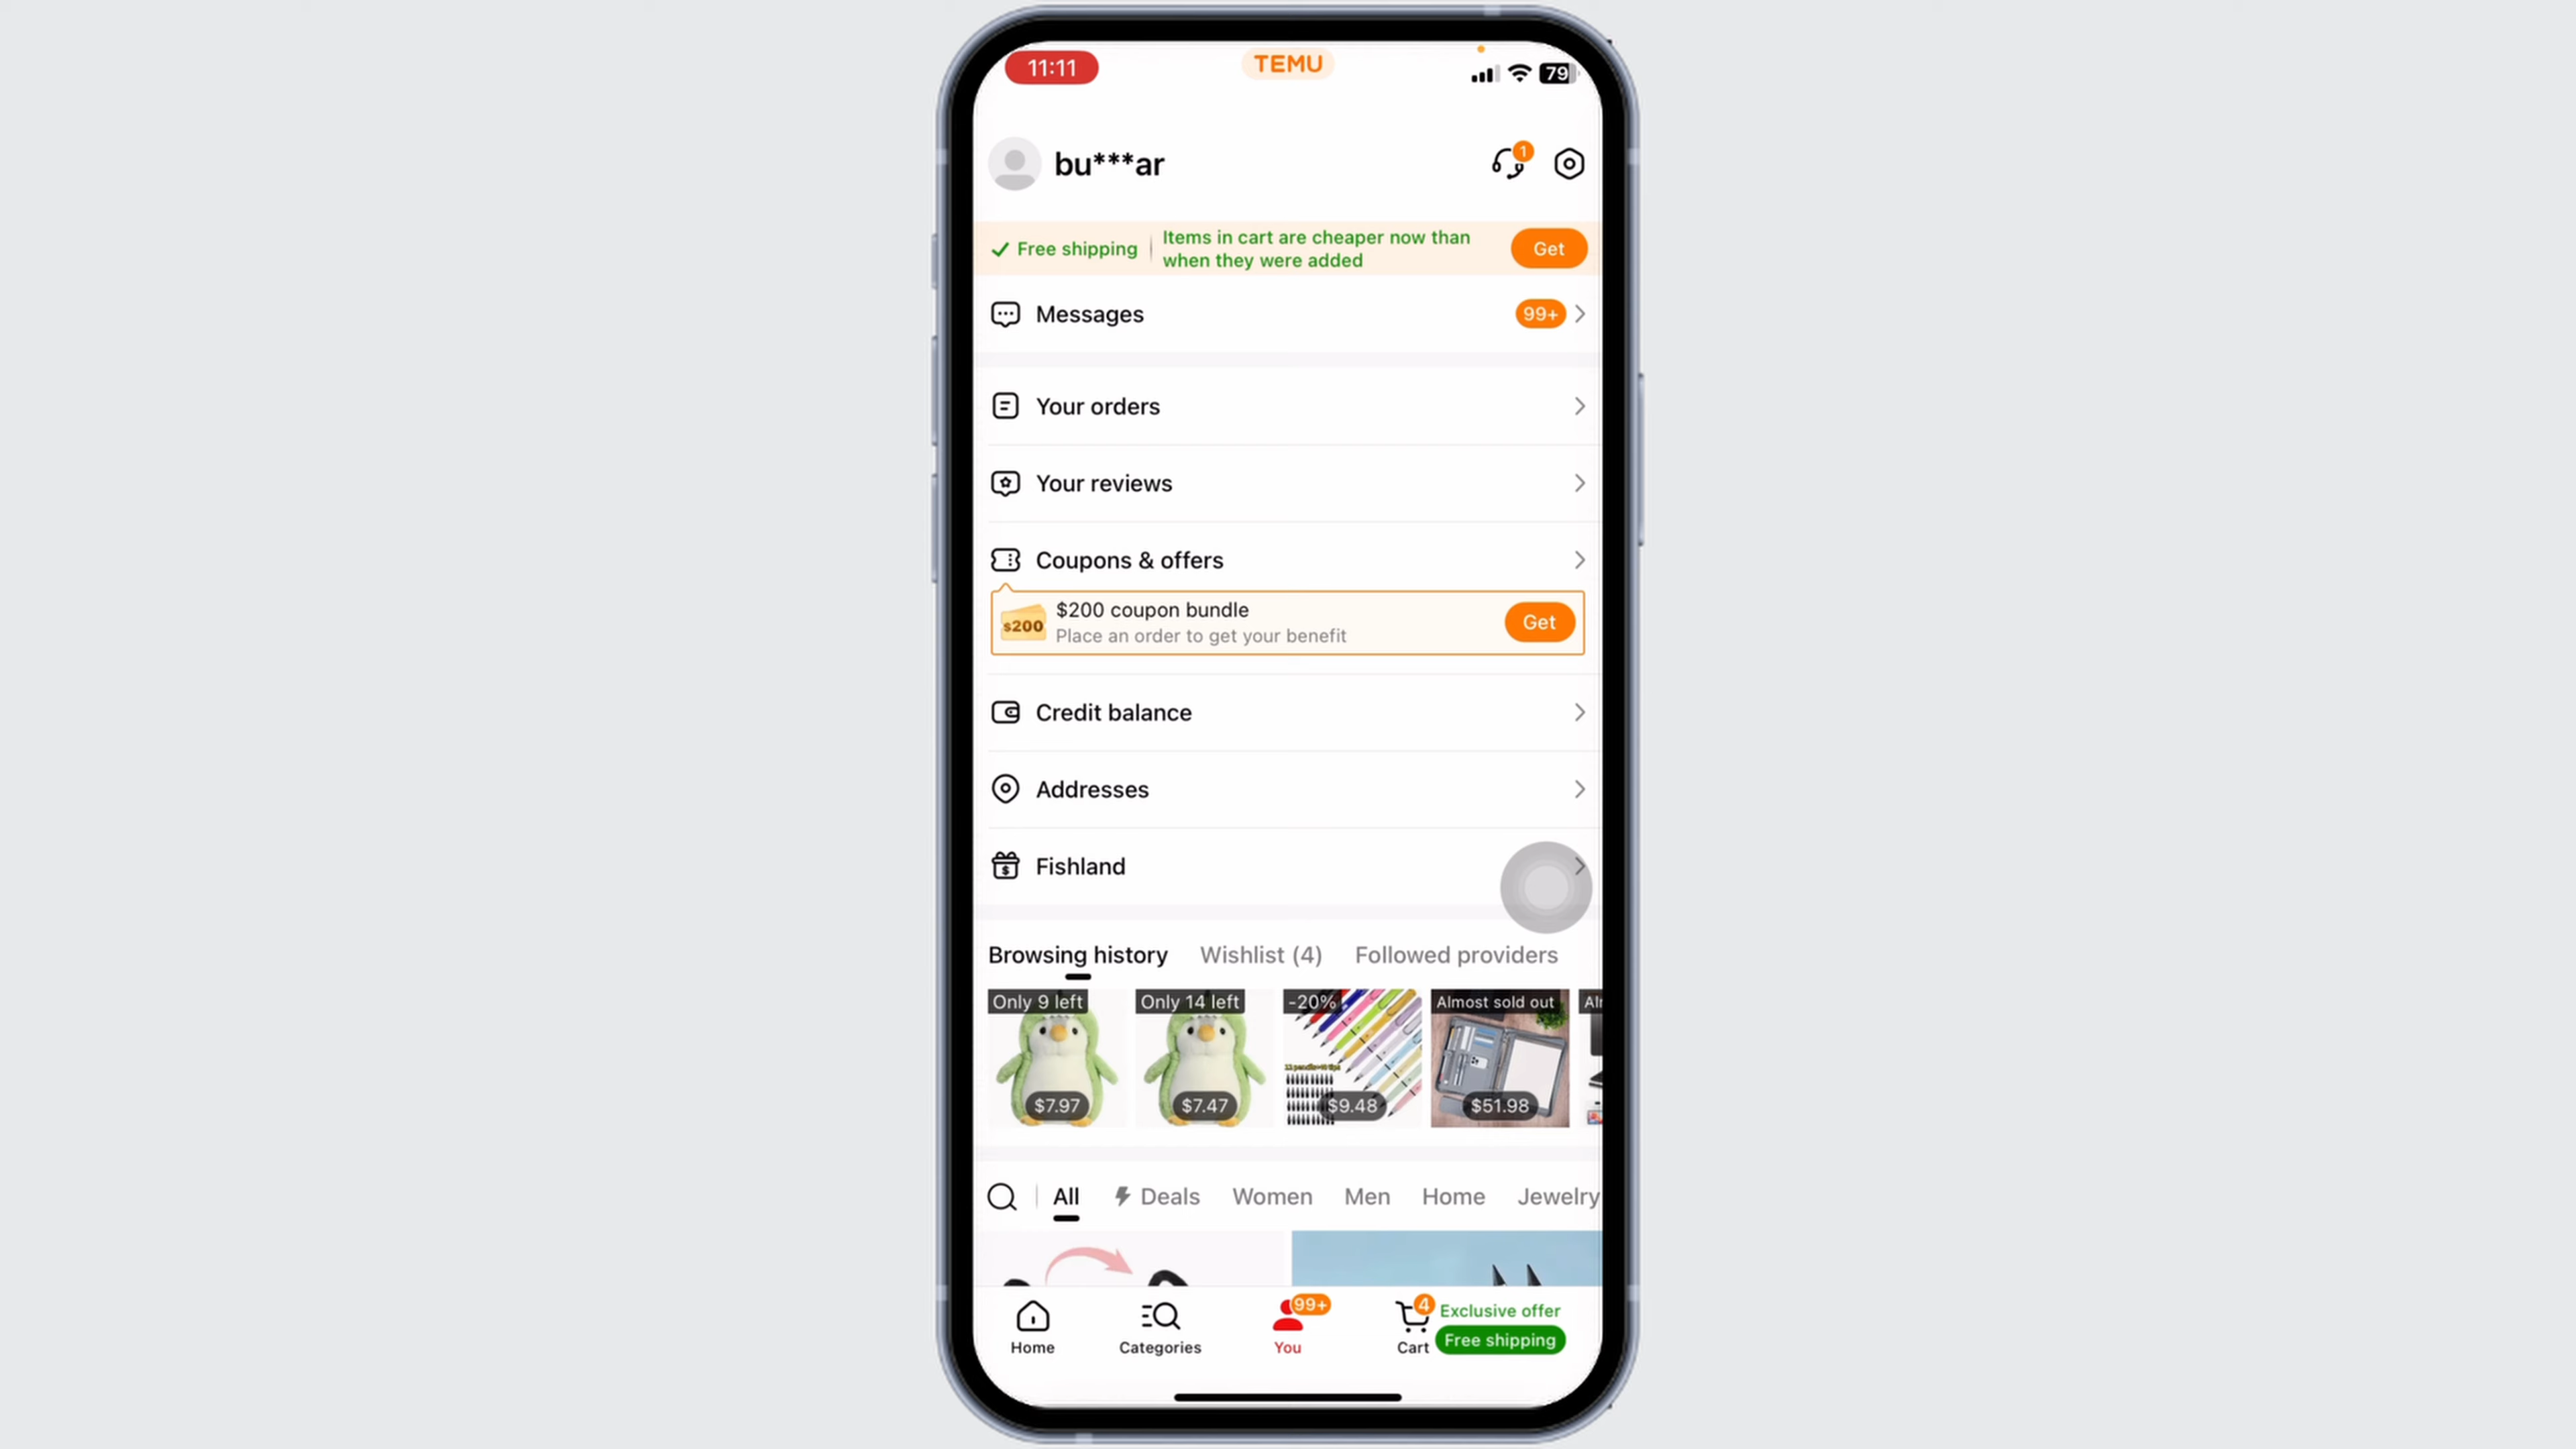 11:11
TEMU
79
bu***ar
1
Free shipping
Items in cart are cheaper now than
when they were added
Get
Messages
99+
Your orders
Your reviews
Coupons & offers
$200
$200 coupon bundle
Place an order to get your benefit
Get
Credit balance
Addresses
Fishland
Browsing history
Wishlist (4)
Followed providers
Only 9 left
Only 14 left
-20%
Almost sold out
$7.97
$7.47
$9.48
$51.98
All
Deals
Women
Men
Home
Jewelry
99+
4
Exclusive offer
Free shipping
Home
Categories
You
Cart